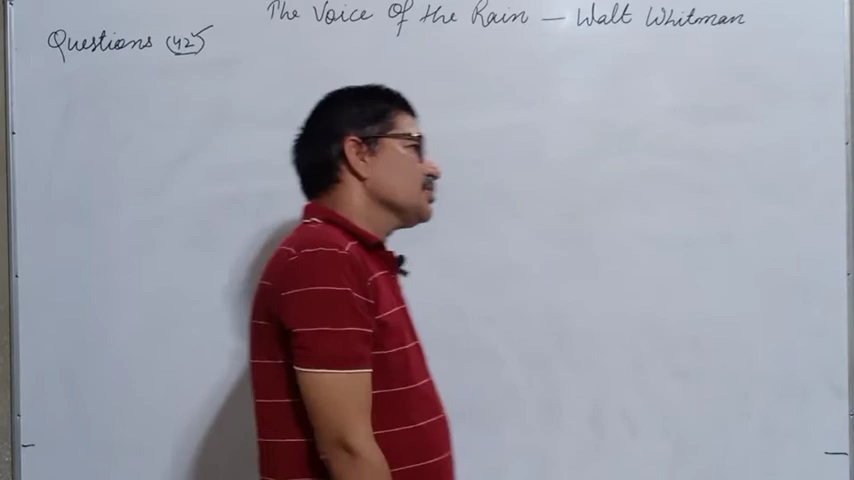 The Voice Of the Rain — Walt Whitman
Questions (42)